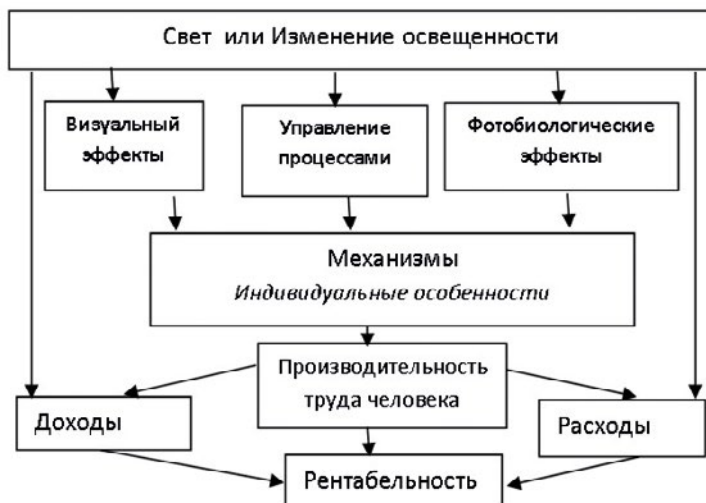 Свет или Изменение освещенности
Визуальный
эффекты
Управление
процессами
Фотобиологические
эффекты
Механизмы
Индивидуальные особенности
Производительность
труда человека
Доходы
Расходы
Рентабельность